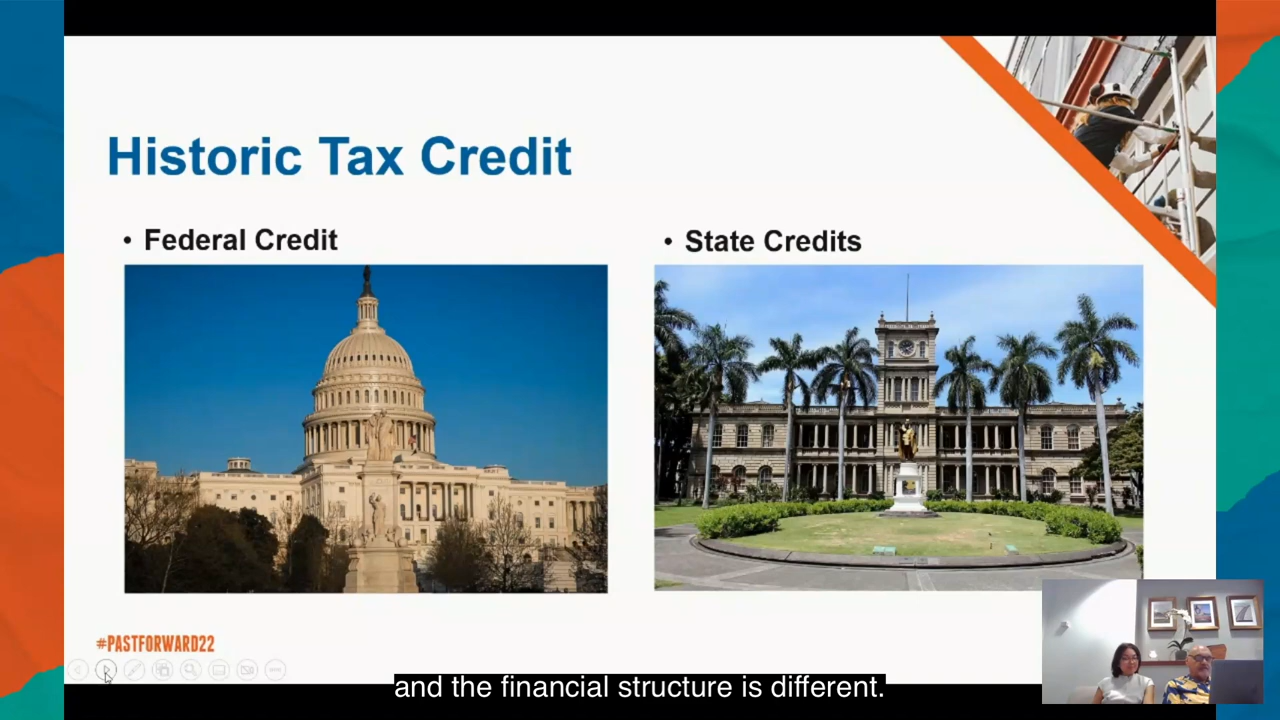 Historic Tax Credit
• Federal Credit
• State Credits
#PASTFORWARD22
and the financial structure is different.